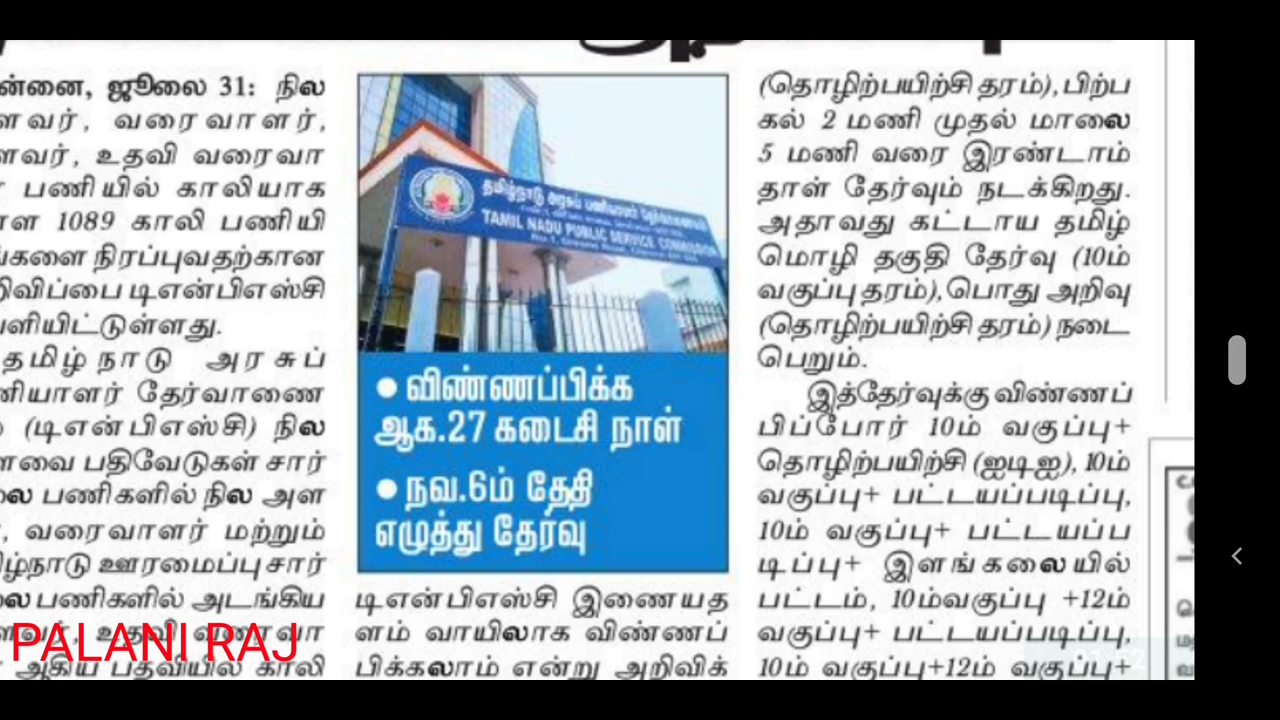 ன்னை, ஜூலை 31: நில
ளவர், வரைவாளர்,
ளவர், உதவி வரைவா
பணியில் காலியாக
ள்ள 1089 காலி பணியி
ங்களை நிரப்புவதற்கான
றிவிப்பை டிஎன்பிஎஸ்சி
வெளியிட்டுள்ளது.
தமிழ்நாடு அரசுப்
ணியாளர் தேர்வாணை
(டிஎன்பிஎஸ்சி) நில
ளவை பதிவேடுகள் சார்
லை பணிகளில் நில அள
, வரைவாளர் மற்றும்
ழ்நாடு ஊரமைப்பு சார்
லை பணிகளில் அடங்கிய
ளவர், உதவி வரைவா
ஆகிய பதவியில் காலி
PALANI RAJ
தமிழ்நாடு அரசுப் பணியாளர் தேர்வாணையம்
TAMIL NADU PUBLIC SERVICE COMMISSION
● விண்ணப்பிக்க
ஆக.27 கடைசி நாள்
● நவ.6ம் தேதி
எழுத்து தேர்வு
டிஎன்பிஎஸ்சி இணையத
ளம் வாயிலாக விண்ணப்
பிக்கலாம் என்று அறிவிக்
(தொழிற்பயிற்சி தரம்), பிற்ப
கல் 2 மணி முதல் மாலை
5 மணி வரை இரண்டாம்
தாள் தேர்வும் நடக்கிறது.
அதாவது கட்டாய தமிழ்
மொழி தகுதி தேர்வு (10ம்
வகுப்பு தரம்), பொது அறிவு
(தொழிற்பயிற்சி தரம்) நடை
பெறும்.
இத்தேர்வுக்கு விண்ணப்
பிப்போர் 10ம் வகுப்பு+
தொழிற்பயிற்சி (ஐடிஐ), 10ம்
வகுப்பு+ பட்டயப்படிப்பு,
10ம் வகுப்பு+ பட்டயப்ப
டிப்பு+ இளங்கலையில்
பட்டம், 10ம்வகுப்பு +12ம்
வகுப்பு+ பட்டயப்படிப்பு,
10ம் வகுப்பு+12ம் வகுப்பு+